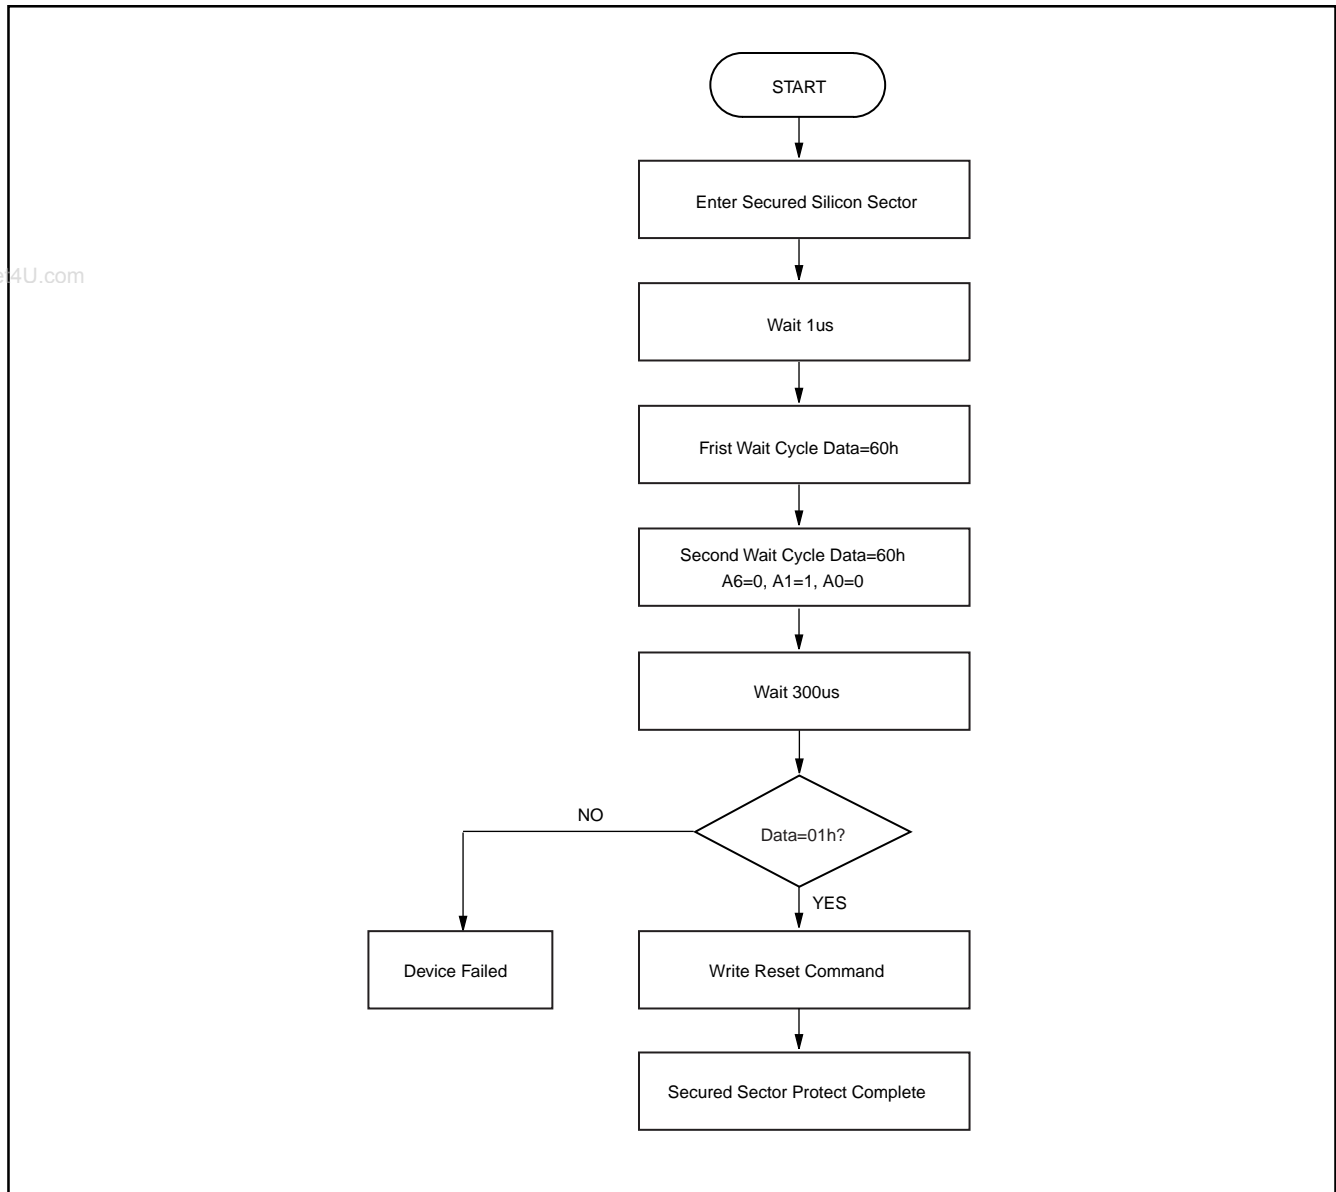 START
Enter Secured Silicon Sector
et4U.com
Wait 1us
Frist Wait Cycle Data=60h
Second Wait Cycle Data=60h
A6=0, A1=1, A0=0
Wait 300us
NO
Data=01h?
YES
Device Failed
Write Reset Command
Secured Sector Protect Complete